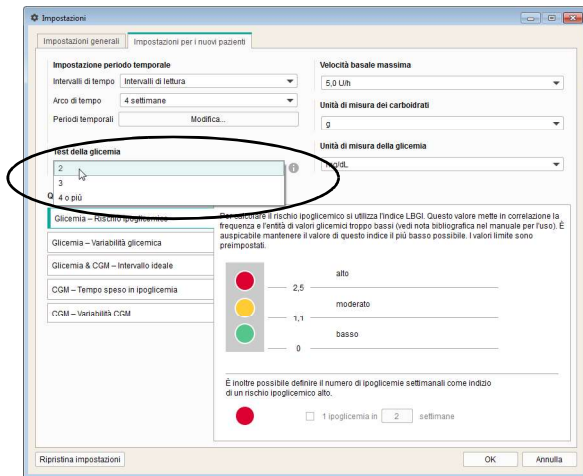 Impostazioni
Impostazioni generali
Impostazioni per i nuovi pazienti
Impostazione periodo temporale
Intervalli di tempo Intervalli di lettura
Arco di tempo 4 settimane
Periodi temporali Modifica...
Velocità basale massima
5,0 U/h
Unità di misura dei carboidrati
g
Unità di misura della glicemia
mg/dL
Test della glicemia
2
3
4 o piú
Glicemia – Rischio ipoglicemico
Glicemia – Variabilità glicemica
Glicemia & CGM – Intervallo ideale
CGM – Tempo speso in ipoglicemia
CGM – Variabilità CGM
Per calcolare il rischio ipoglicemico si utilizza l'indice LBGI. Questo valore mette in correlazione la
frequenza e l'entità di valori glicemici troppo bassi (vedi nota bibliografica nel manuale per l'uso). È
auspicabile mantenere il valore di questo indice il piú basso possibile. I valori limite sono
preimpostati.
alto
2,5
moderato
1,1
basso
0
È inoltre possibile definire il numero di ipoglicemie settimanali come indizio
di un rischio ipoglicemico alto.
1 ipoglicemia in 2 settimane
Ripristina impostazioni
OK
Annulla